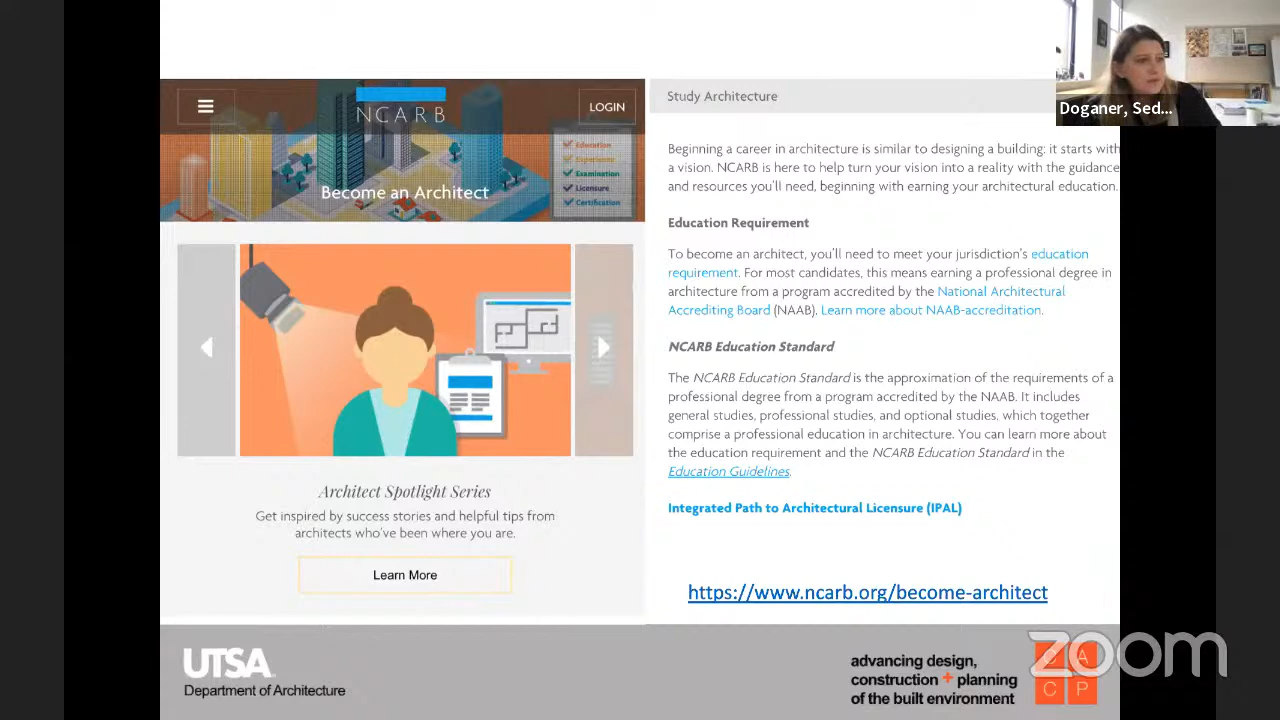 NCARB
LOGIN
Education
Experience
Examination
Licensure
Certification
Become an Architect
Architect Spotlight Series
Get inspired by success stories and helpful tips from
architects who've been where you are.
Learn More
Study Architecture
Doganer, Sed...
Beginning a career in architecture is similar to designing a building: it starts with
a vision. NCARB is here to help turn your vision into a reality with the guidance
and resources you'll need, beginning with earning your architectural education.
Education Requirement
To become an architect, you'll need to meet your jurisdiction's education
requirement. For most candidates, this means earning a professional degree in
architecture from a program accredited by the National Architectural
Accrediting Board (NAAB). Learn more about NAAB-accreditation.
NCARB Education Standard
The NCARB Education Standard is the approximation of the requirements of a
professional degree from a program accredited by the NAAB. It includes
general studies, professional studies, and optional studies, which together
comprise a professional education in architecture. You can learn more about
the education requirement and the NCARB Education Standard in the
Education Guidelines.
Integrated Path to Architectural Licensure (IPAL)
https://www.ncarb.org/become-architect
UTSA
Department of Architecture
advancing design,
construction + planning
of the built environment
C A
C P
zoom